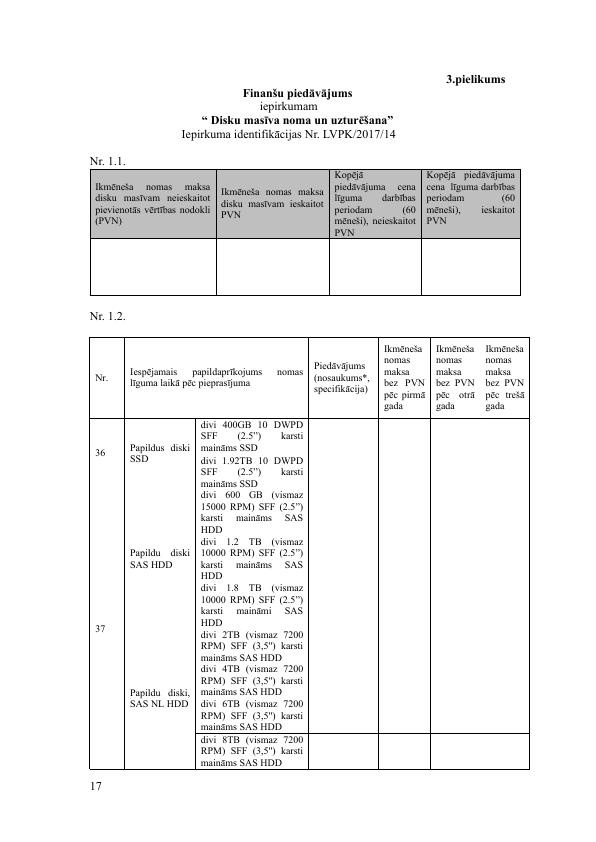 3.pielikums
Finanšu piedāvājums
iepirkumam
“ Disku masīva noma un uzturēšana”
Iepirkuma identifikācijas Nr. LVPK/2017/14
Nr. 1.1.
Ikmēneša nomas maksa
disku masīvam neieskaitot
pievienotās vērtības nodokli
(PVN)
Ikmēneša nomas maksa
disku masīvam ieskaitot
PVN
Kopējā
piedāvājuma cena
līguma darbības
periodam (60
mēneši), neieskaitot
PVN
Kopējā piedāvājuma
cena līguma darbības
periodam (60
mēneši), ieskaitot
PVN
Nr. 1.2.
Nr.
Iespējamais papildaprīkojums nomas
līguma laikā pēc pieprasījuma
Piedāvājums
(nosaukums*,
specifikācija)
Ikmēneša
nomas
maksa
bez PVN
pēc pirmā
gada
Ikmēneša
nomas
maksa
bez PVN
pēc otrā
gada
Ikmēneša
nomas
maksa
bez PVN
pēc trešā
gada
36
Papildus diski
SSD
divi 400GB 10 DWPD
SFF (2.5”) karsti
maināms SSD
divi 1.92TB 10 DWPD
SFF (2.5”) karsti
maināms SSD
37
Papildu diski
SAS HDD
divi 600 GB (vismaz
15000 RPM) SFF (2.5”)
karsti maināms SAS
HDD
divi 1.2 TB (vismaz
10000 RPM) SFF (2.5”)
karsti maināms SAS
HDD
divi 1.8 TB (vismaz
10000 RPM) SFF (2.5”)
karsti maināmi SAS
HDD
Papildu diski,
SAS NL HDD
divi 2TB (vismaz 7200
RPM) SFF (3,5") karsti
maināms SAS HDD
divi 4TB (vismaz 7200
RPM) SFF (3,5") karsti
maināms SAS HDD
divi 6TB (vismaz 7200
RPM) SFF (3,5") karsti
maināms SAS HDD
divi 8TB (vismaz 7200
RPM) SFF (3,5") karsti
maināms SAS HDD
17